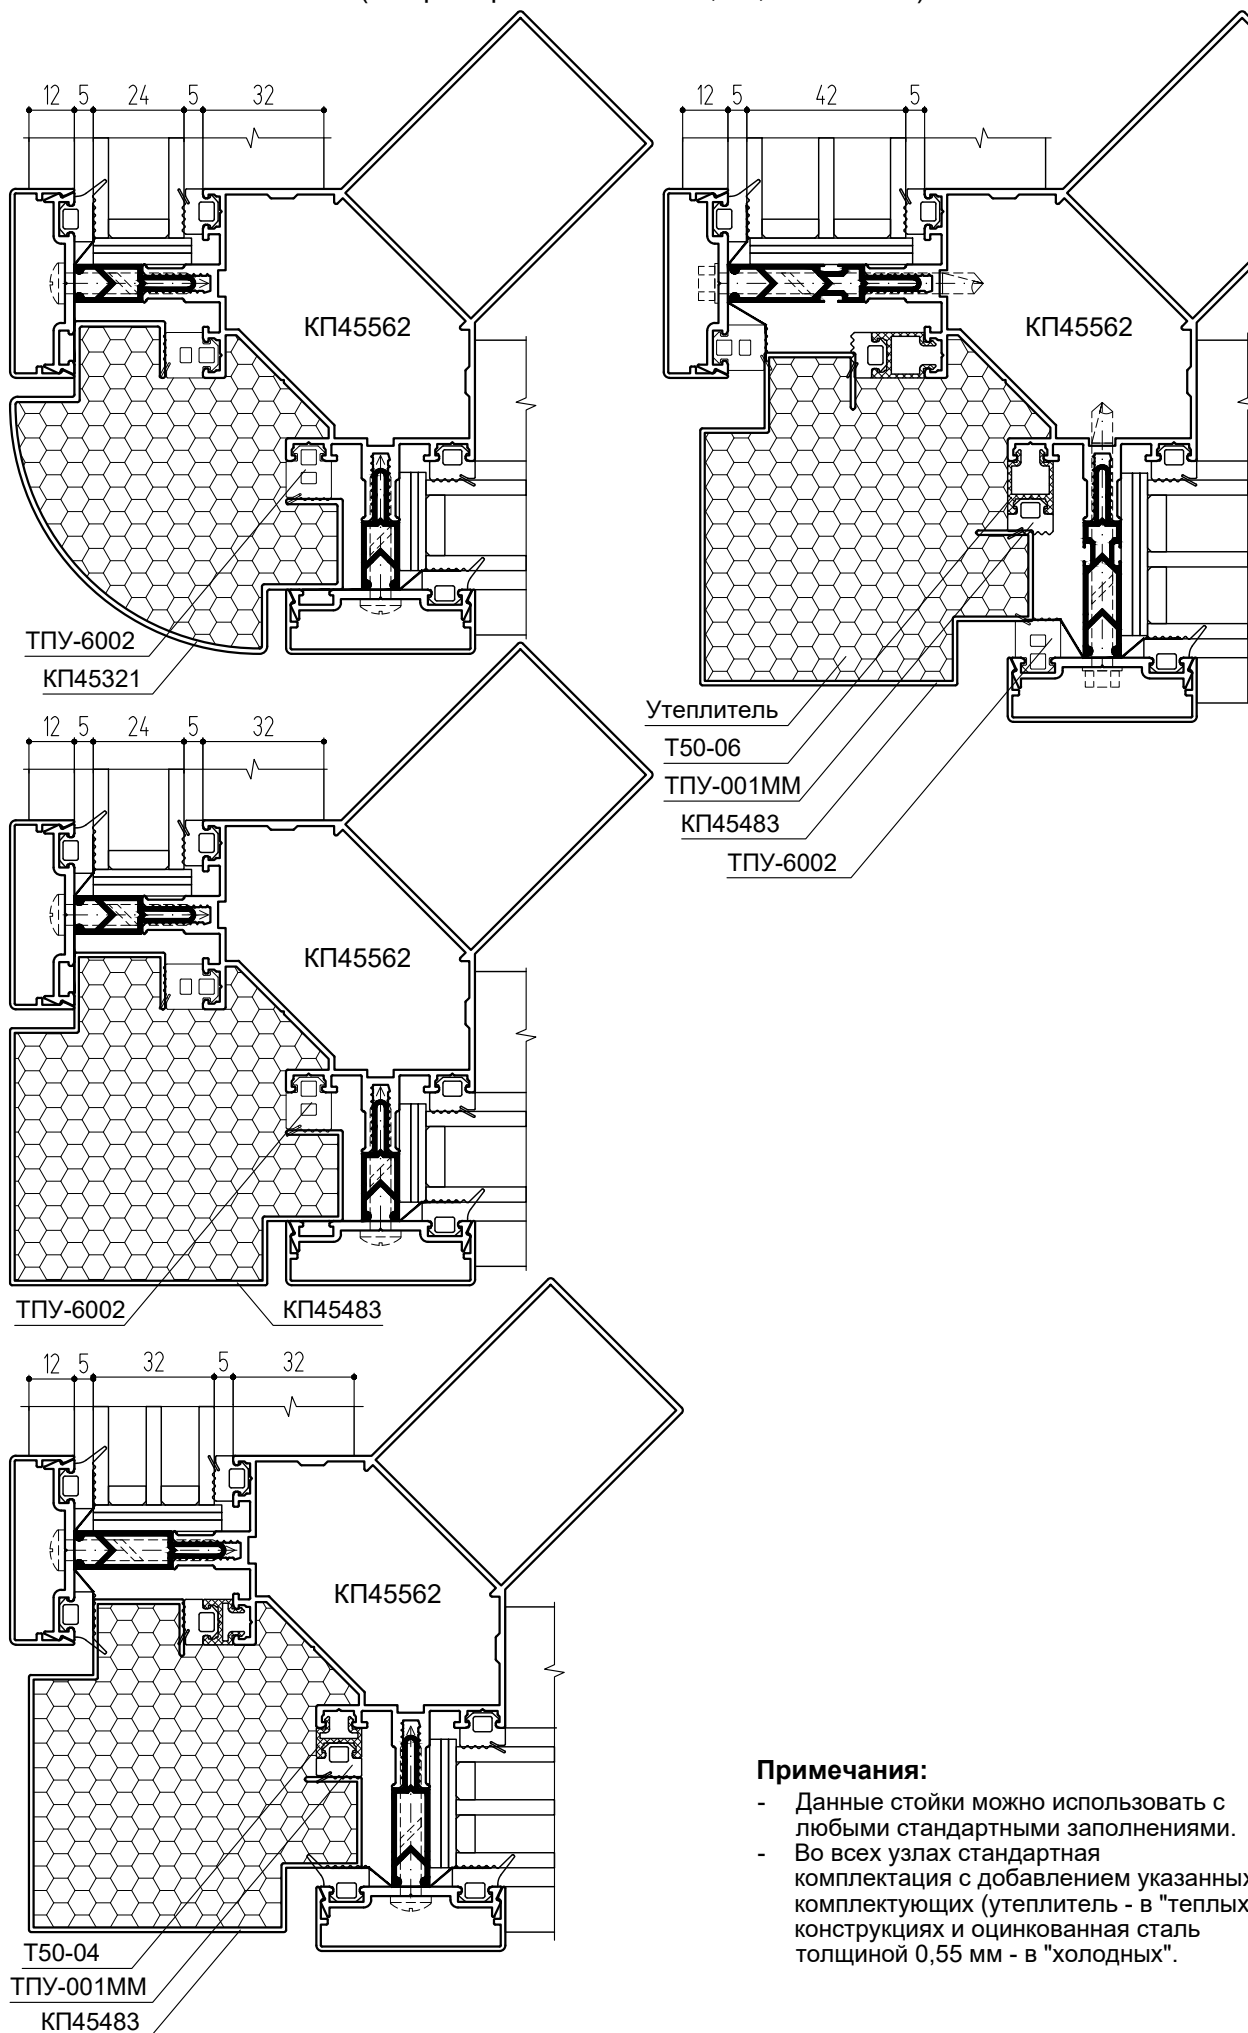 12 5 24 5 32
12 5 42 5
КП45562
КП45562
ТПУ-6002
КП45321
Утеплитель
Т50-06
ТПУ-001ММ
КП45483
ТПУ-6002
12 5 24 5 32
КП45562
ТПУ-6002
КП45483
12 5 32 5 32
КП45562
Т50-04
ТПУ-001ММ
КП45483
Примечания:
- Данные стойки можно использовать с
любыми стандартными заполнениями.
- Во всех узлах стандартная
комплектация с добавлением указанных
комплектующих (утеплитель - в "теплых
конструкциях и оцинкованная сталь
толщиной 0,55 мм - в "холодных".